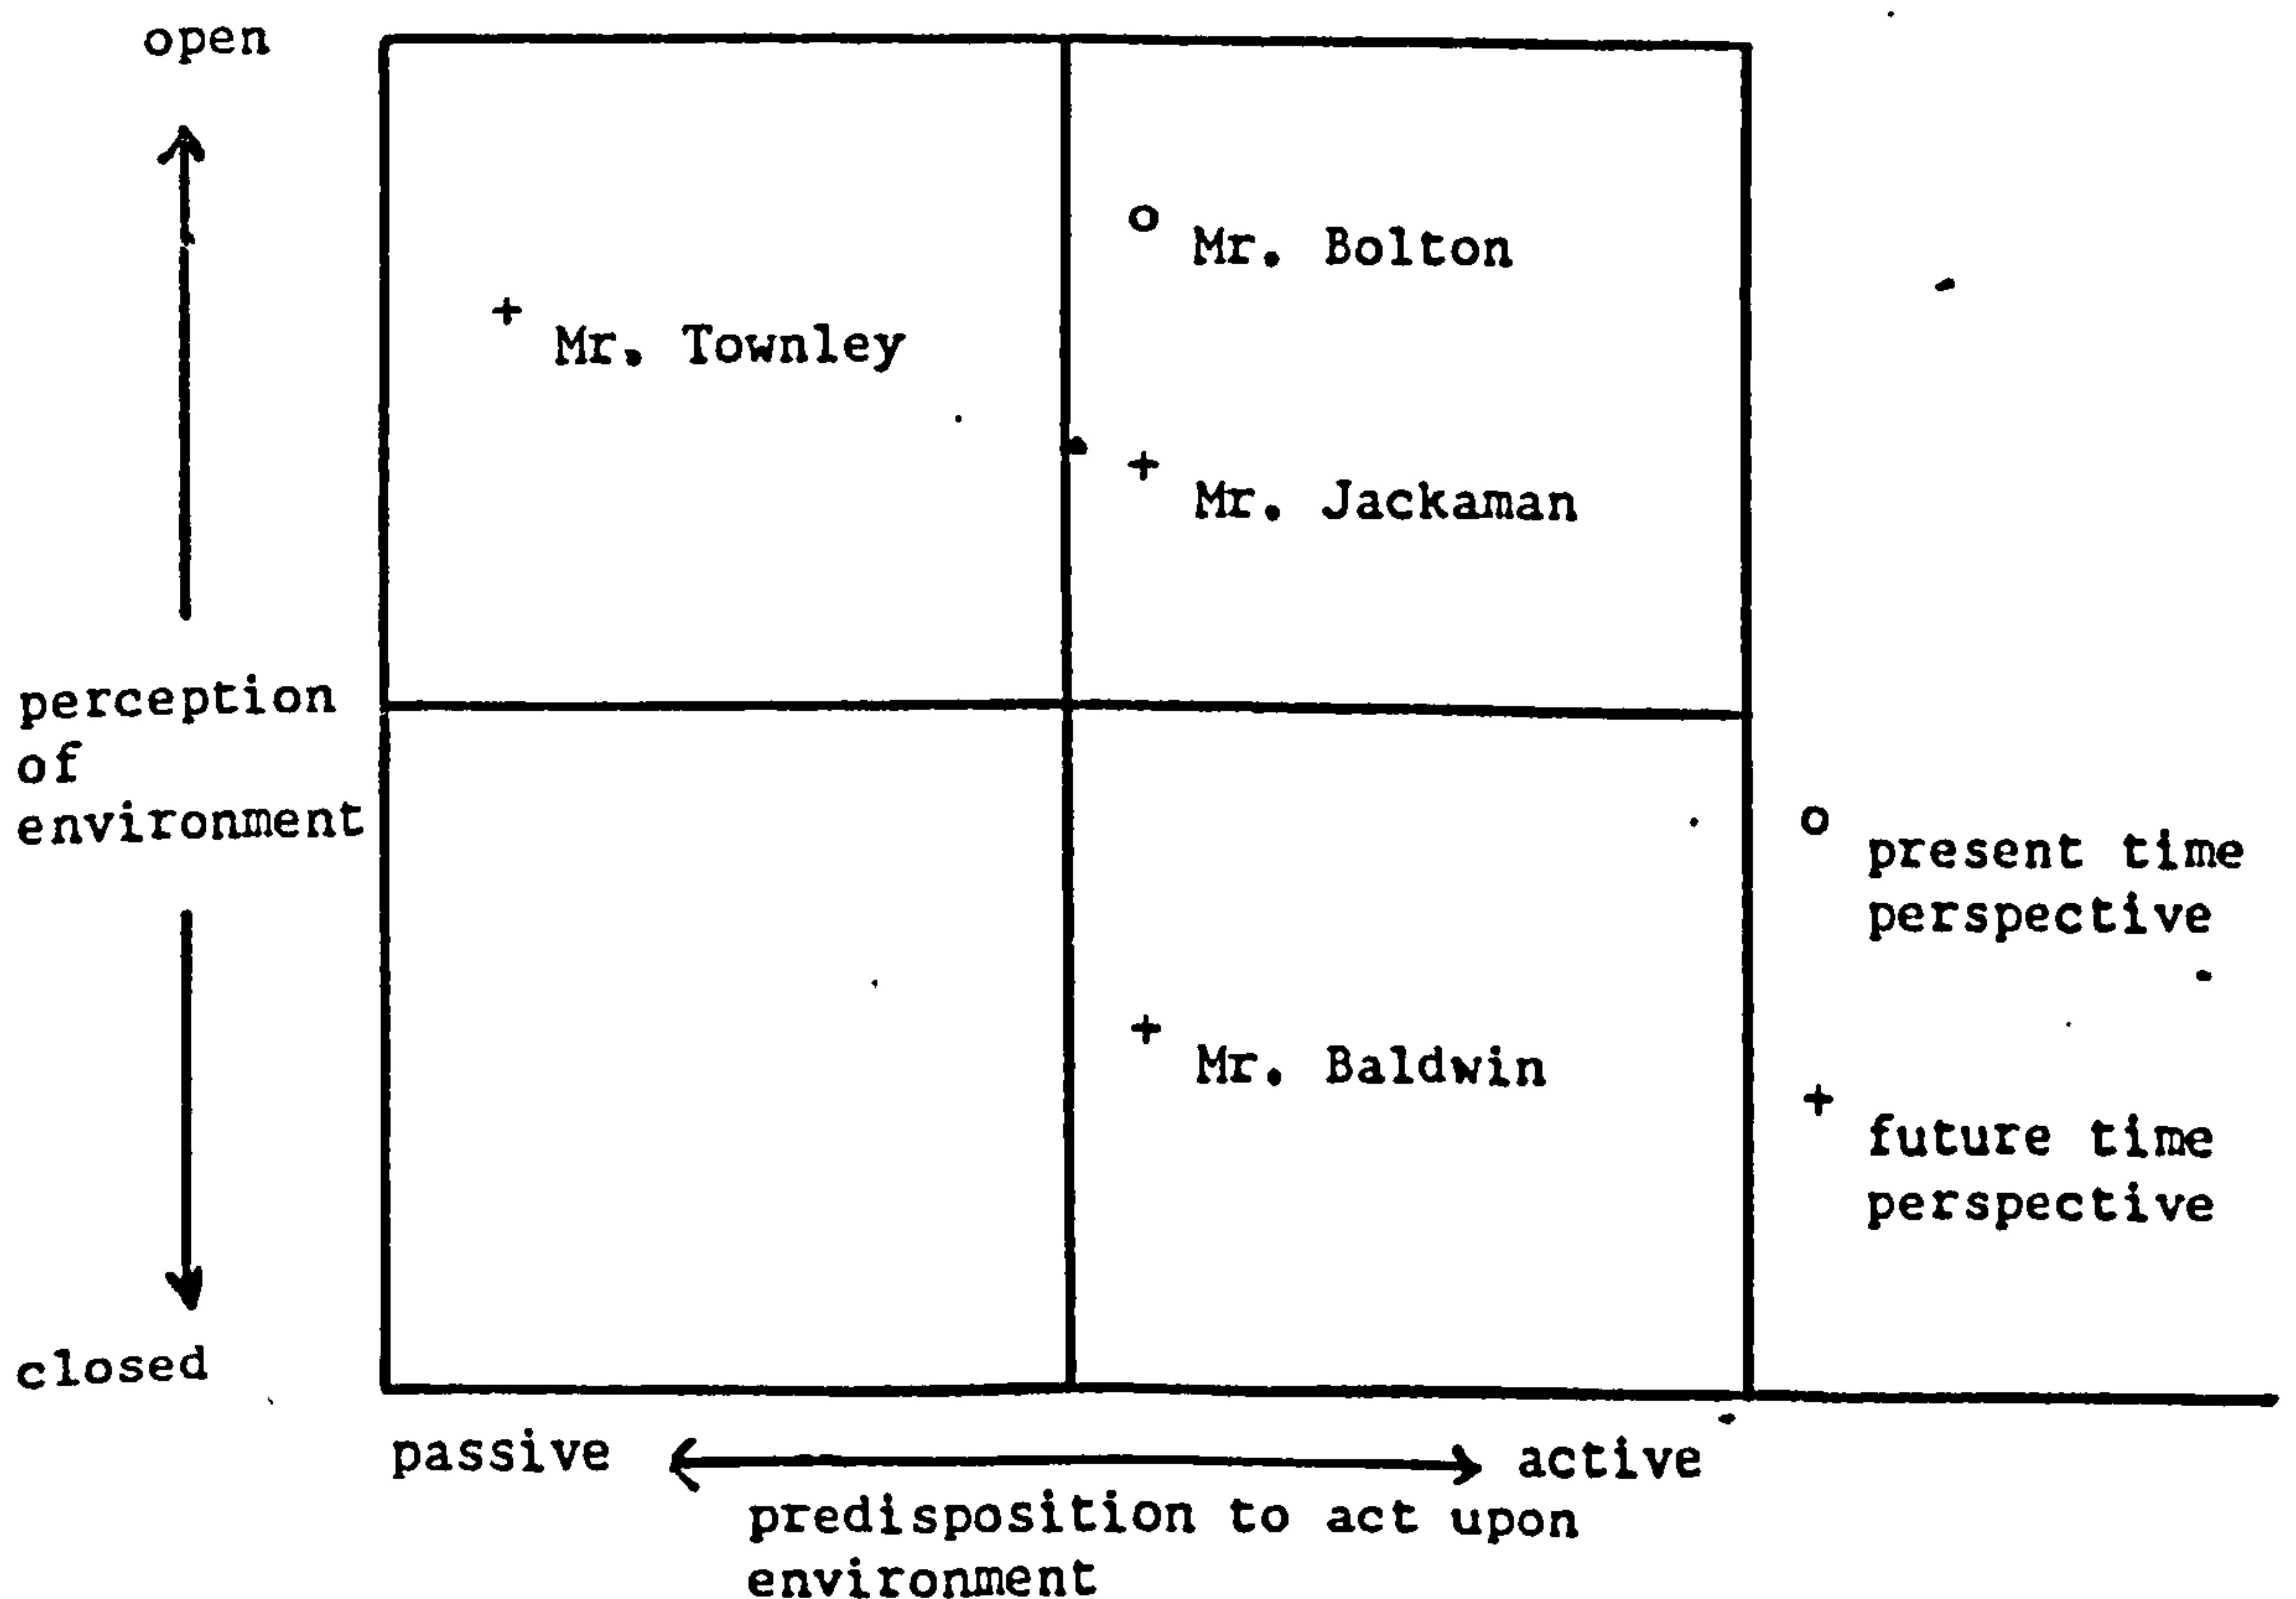 open
o Mr. Bolton
+ Mr. Townley
+ Mr. Jackaman
perception
of
environment
o present time
perspective
+ Mr. Baldwin
+ future time
perspective
closed
passive
active
predisposition to act upon
environment